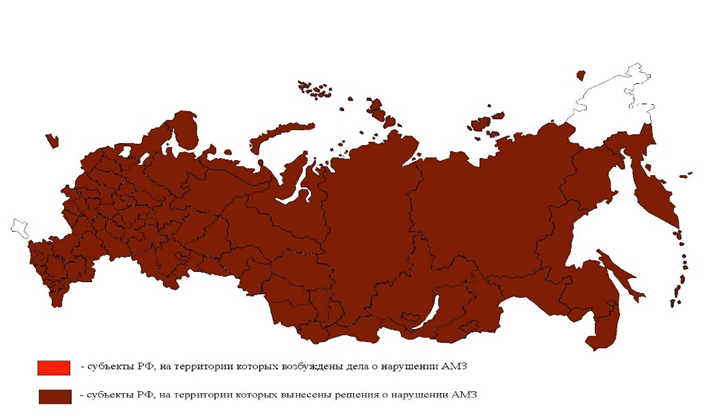 - субъекты РФ, на территории которых возбуждены дела о нарушении АМЗ
- субъекты РФ, на территории которых вынесены решения о нарушении АМЗ